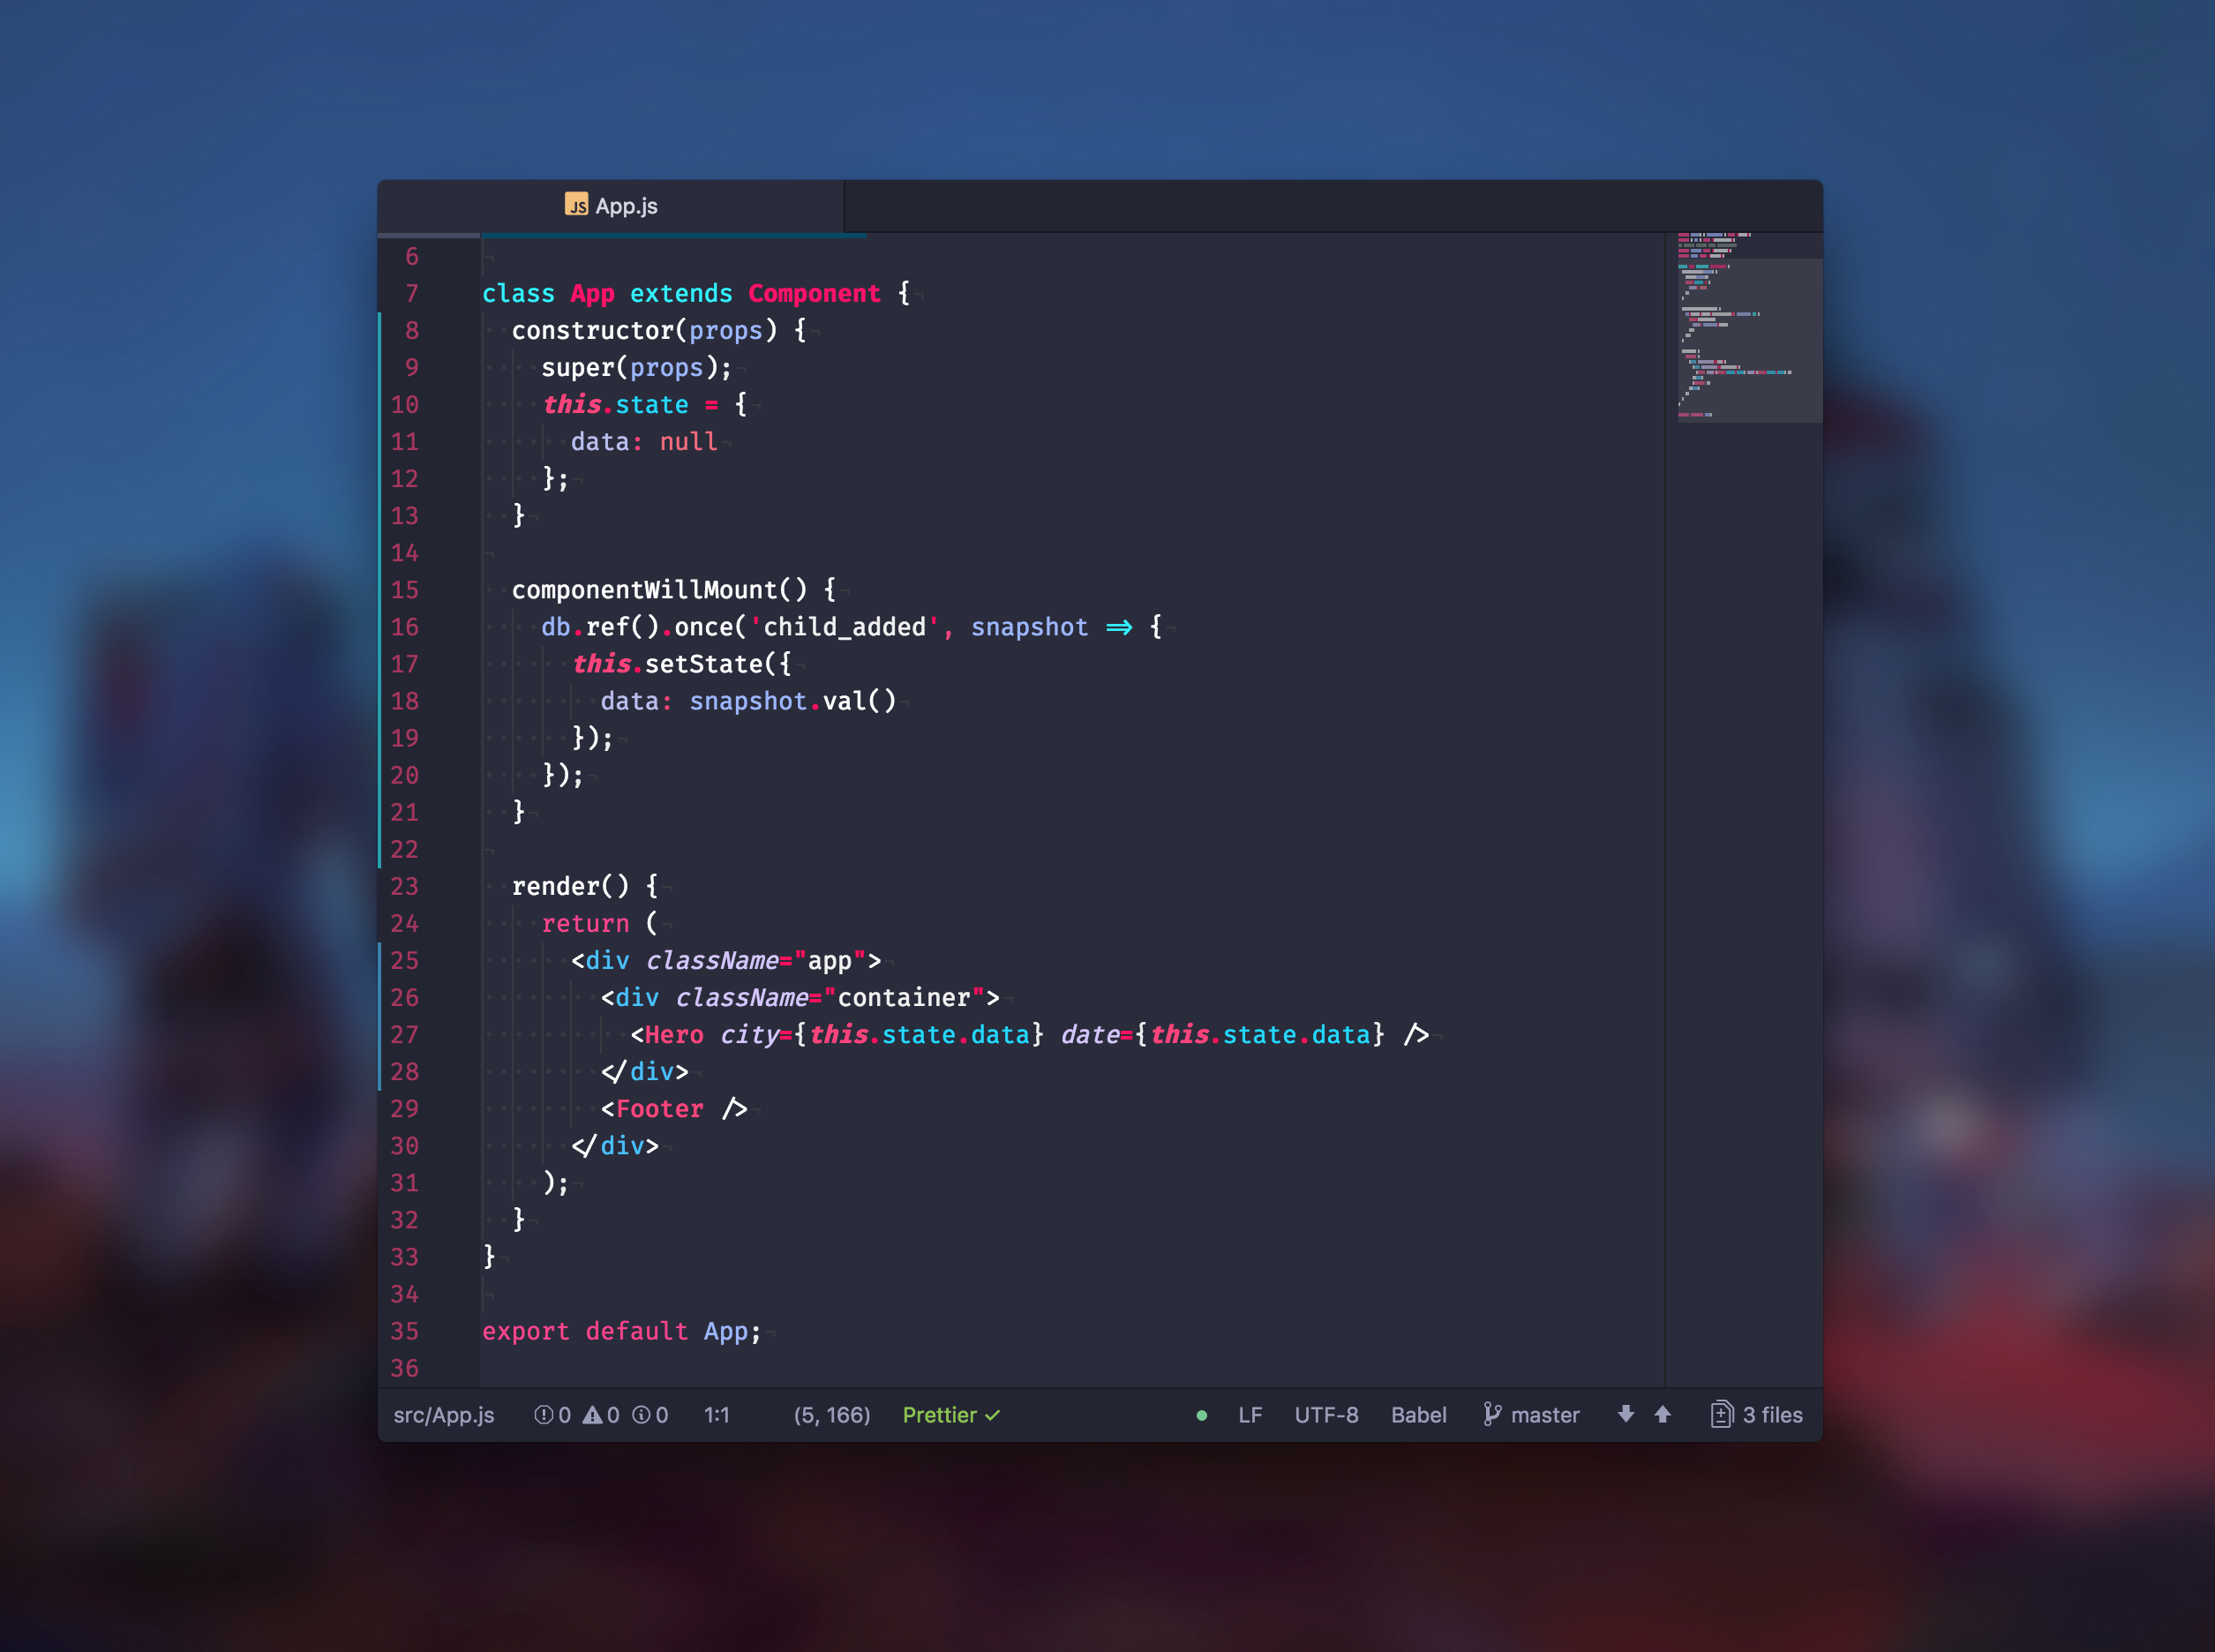 JS App.js
6
7 class App extends Component {
8   constructor(props) {
9     super(props);
10     this.state = {
11       data: null
12     };
13   }
14
15   componentWillMount() {
16     db.ref().once('child_added', snapshot => {
17       this.setState({
18         data: snapshot.val()
19       });
20     });
21   }
22
23   render() {
24     return (
25       <div className="app">
26         <div className="container">
27           <Hero city={this.state.data} date={this.state.data} />
28         </div>
29         <Footer />
30       </div>
31     );
32   }
33 }
34
35 export default App;
36
src/App.js 0 0 0 1:1 (5, 166) Prettier ✓ LF UTF-8 Babel master 3 files